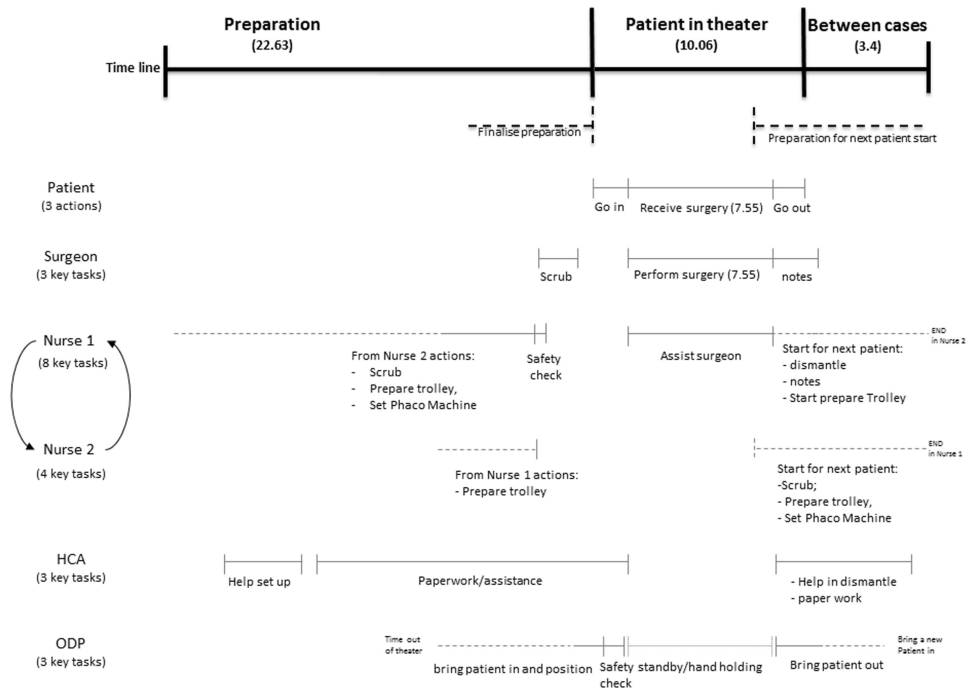 Preparation
(22.63)
Patient in theater
(10.06)
Between cases
(3.4)
Time line
Finalise preparation
Preparation for next patient start
Patient
(3 actions)
Go in
Receive surgery (7.55)
Go out
Surgeon
(3 key tasks)
Scrub
Perform surgery (7.55)
notes
Nurse 1
(8 key tasks)
From Nurse 2 actions:
- Scrub
- Prepare trolley,
- Set Phaco Machine
Safety
check
Assist surgeon
Start for next patient:
- dismantle
- notes
- Start prepare Trolley
END
in Nurse 2
Nurse 2
(4 key tasks)
From Nurse 1 actions:
- Prepare trolley
Start for next patient:
-Scrub;
- Prepare trolley,
- Set Phaco Machine
END
in Nurse 1
HCA
(3 key tasks)
Help set up
Paperwork/assistance
- Help in dismantle
- paper work
ODP
(3 key tasks)
Time out
of theater
bring patient in and position
Safety
check
standby/hand holding
Bring patient out
Bring a new
Patient in